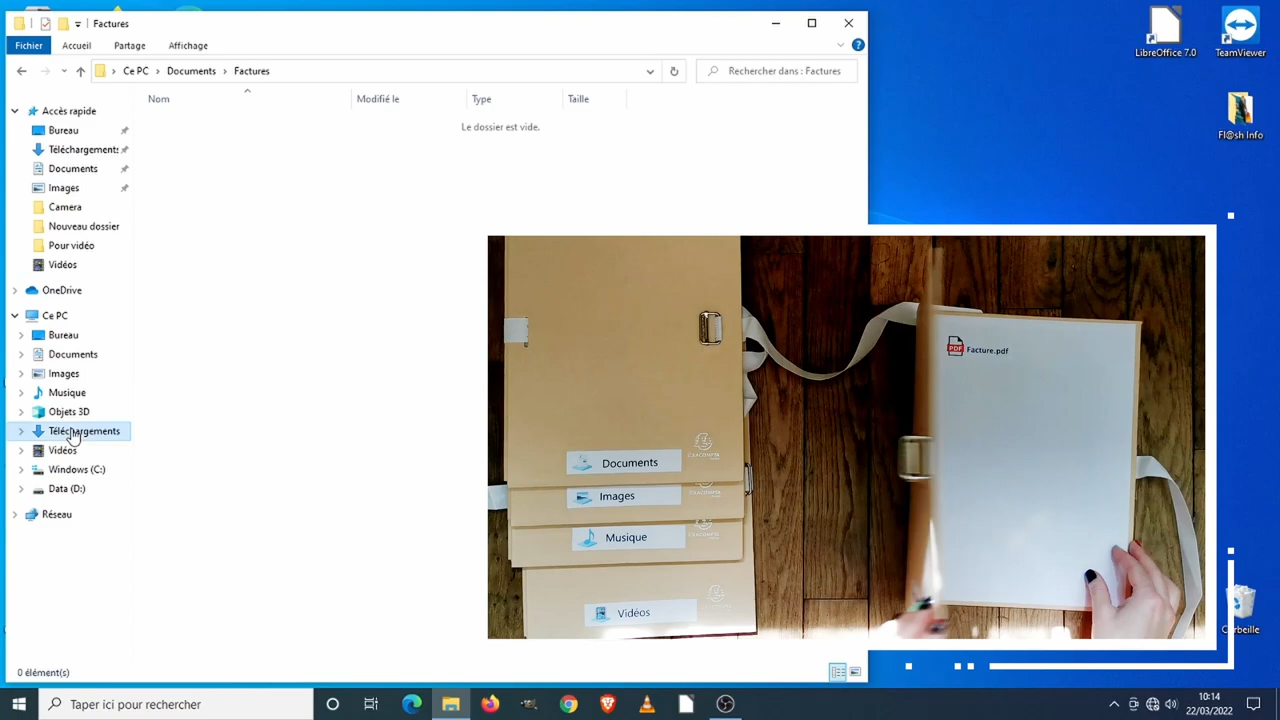 Factures
Fichier Accueil Partage Affichage
Ce PC Documents Factures
Rechercher dans : Factures
Nom Modifié le Type Taille
Le dossier est vide.
Accès rapide
Bureau
Téléchargements
Documents
Images
Camera
Nouveau dossier
Pour vidéo
Vidéos
OneDrive
Ce PC
Bureau
Documents
Images
Musique
Objets 3D
Téléchargements
Vidéos
Windows (C:)
Data (D:)
Réseau
0 élément(s)
LibreOffice 7.0
TeamViewer
Fl@sh Info
PDF Facture.pdf
EXACOMPTA
Documents
Images
Musique
Vidéos
Corbeille
Taper ici pour rechercher
10:14
22/03/2022